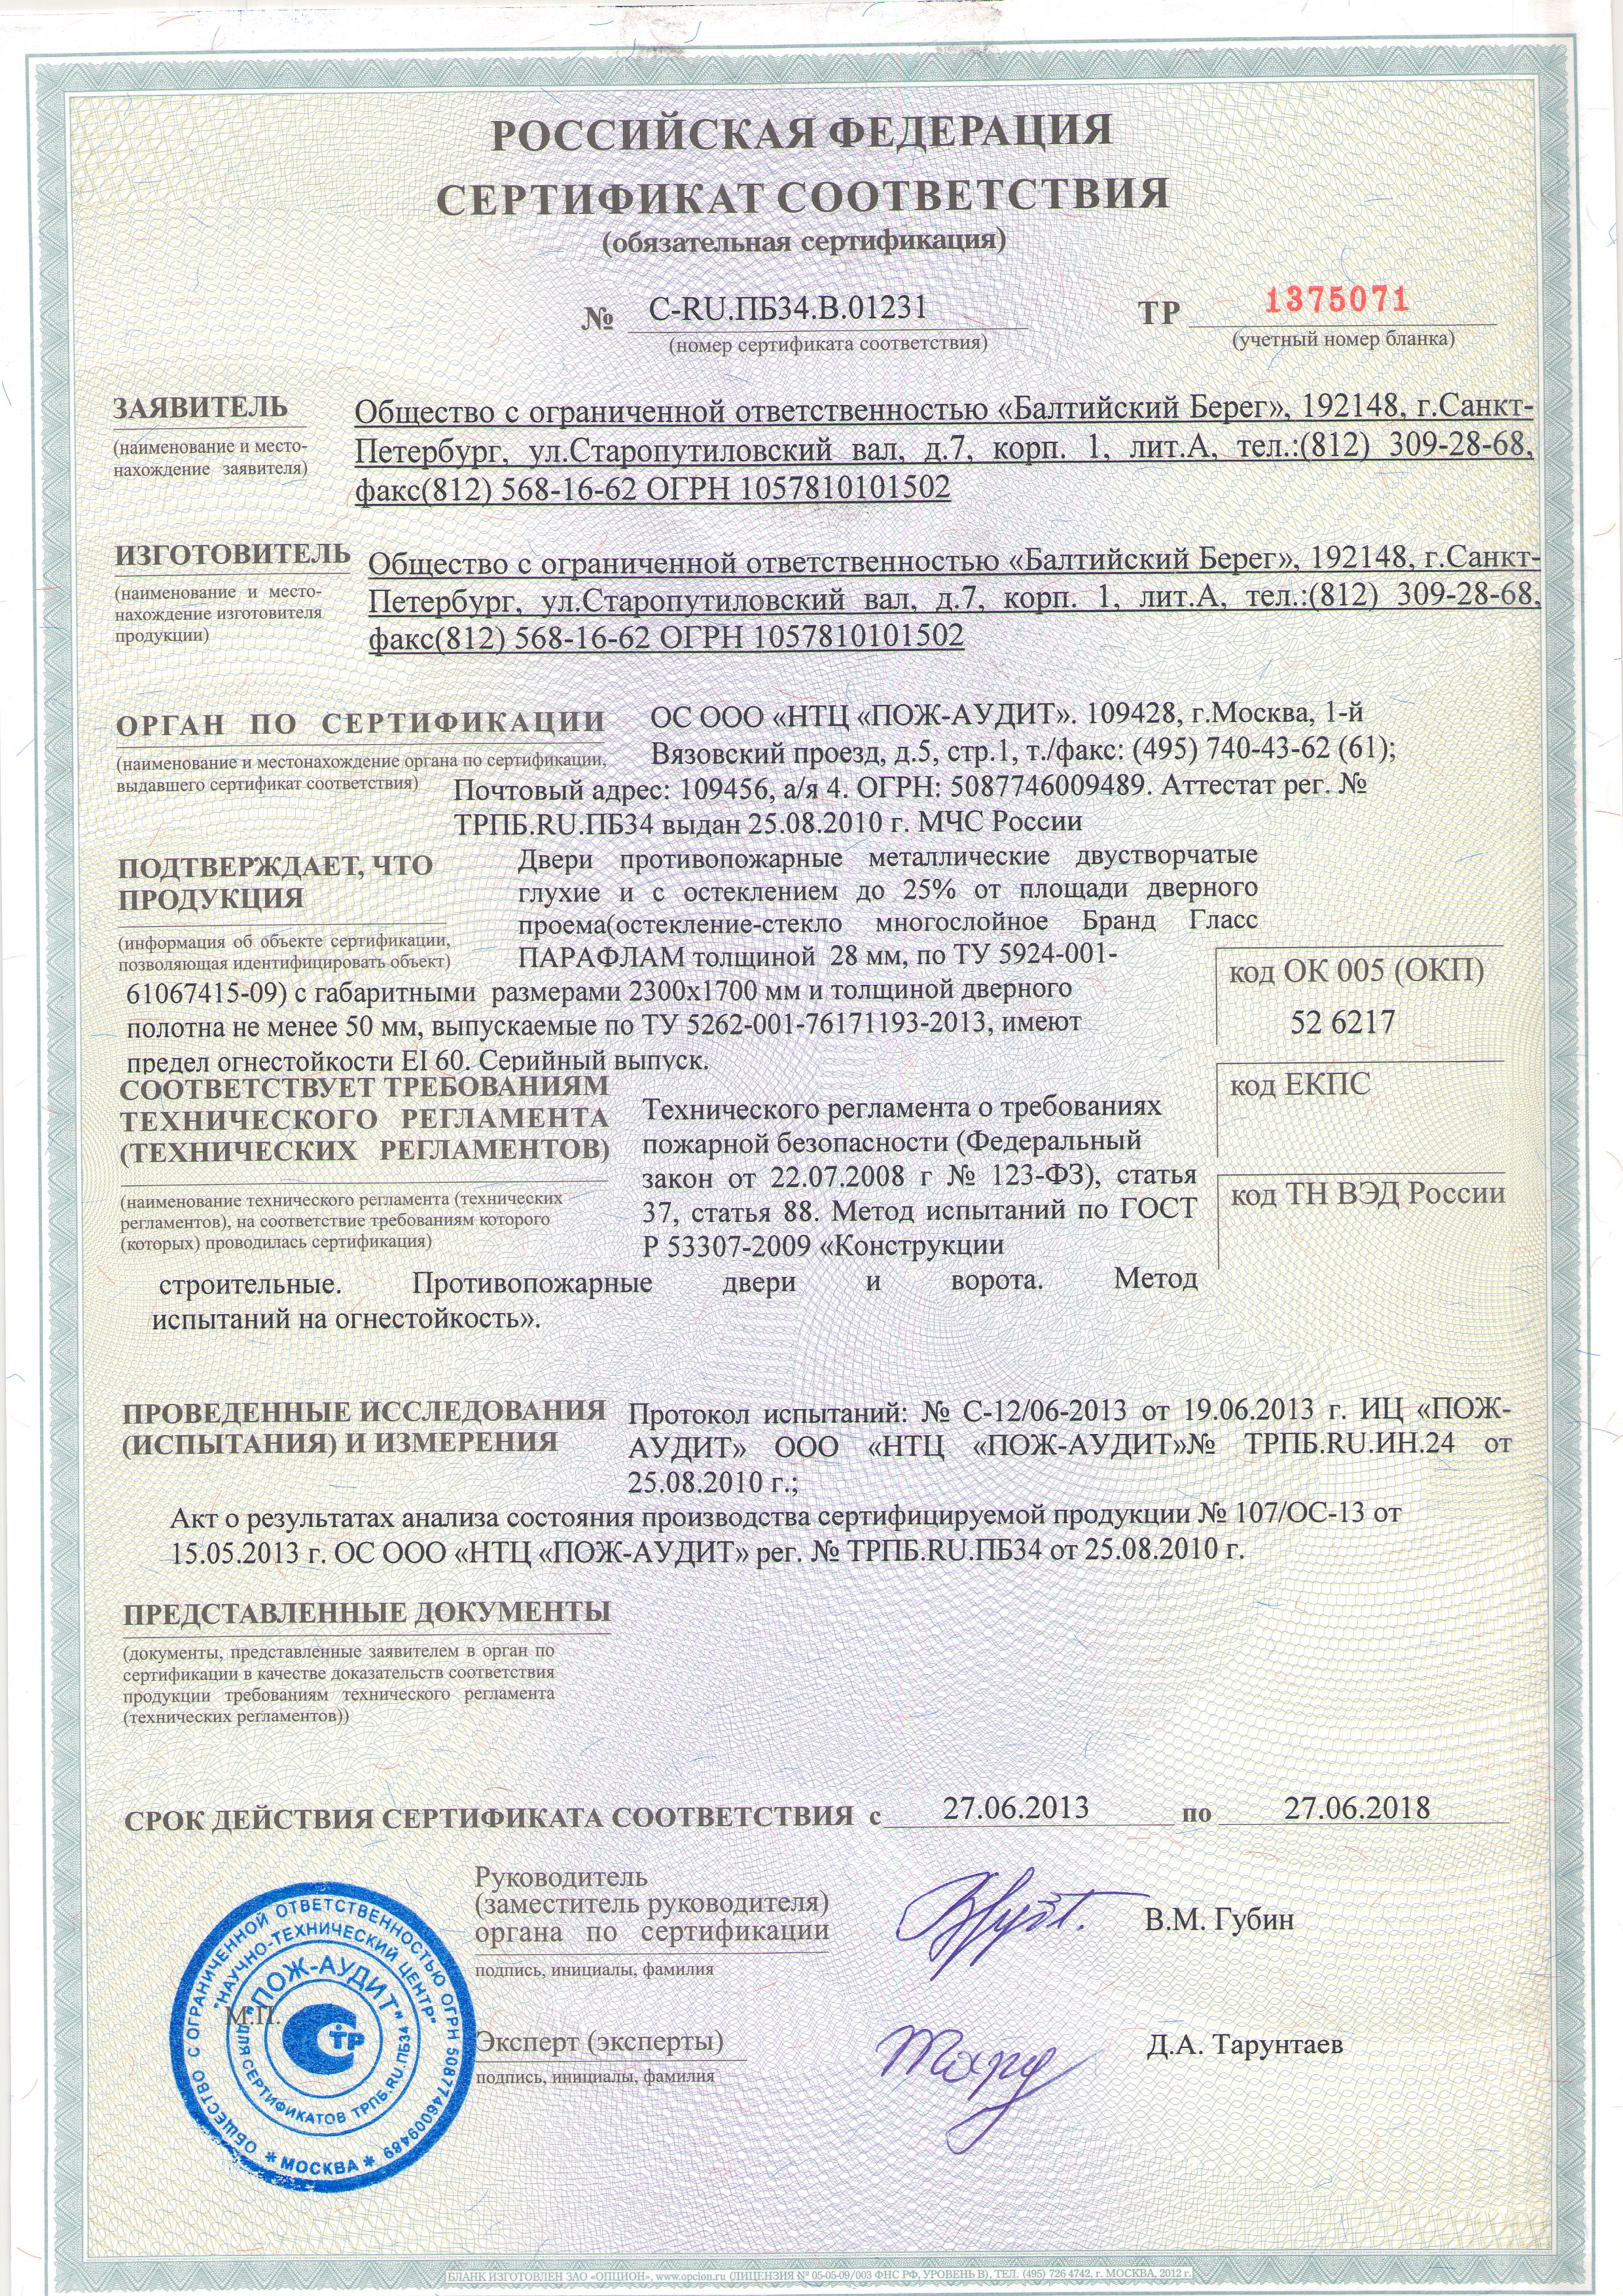 РОССИЙСКАЯ ФЕДЕРАЦИЯ
СЕРТИФИКАТ СООТВЕТСТВИЯ
(обязательная сертификация)
№ С-RU.ПБ34.В.01231
(номер сертификата соответствия)
ТР 1375071
(учетный номер бланка)
ЗАЯВИТЕЛЬ
(наименование и место-
нахождение заявителя)
Общество с ограниченной ответственностью «Балтийский Берег», 192148, г.Санкт-
Петербург, ул.Старопутиловский вал, д.7, корп. 1, лит.А, тел.:(812) 309-28-68,
факс(812) 568-16-62 ОГРН 1057810101502
ИЗГОТОВИТЕЛЬ
(наименование и место-
нахождение изготовителя
продукции)
Общество с ограниченной ответственностью «Балтийский Берег», 192148, г.Санкт-
Петербург, ул.Старопутиловский вал, д.7, корп. 1, лит.А, тел.:(812) 309-28-68,
факс(812) 568-16-62 ОГРН 1057810101502
ОРГАН ПО СЕРТИФИКАЦИИ
(наименование и местонахождение органа по сертификации,
выдавшего сертификат соответствия)
ОС ООО «НТЦ «ПОЖ-АУДИТ». 109428, г.Москва, 1-й
Вязовский проезд, д.5, стр.1, т./факс: (495) 740-43-62 (61);
Почтовый адрес: 109456, а/я 4. ОГРН: 5087746009489. Аттестат рег. №
ТРПБ.RU.ПБ34 выдан 25.08.2010 г. МЧС России
ПОДТВЕРЖДАЕТ, ЧТО
ПРОДУКЦИЯ
(информация об объекте сертификации,
позволяющая идентифицировать объект)
Двери противопожарные металлические двустворчатые
глухие и с остеклением до 25% от площади дверного
проема(остекление-стекло многослойное Бранд Гласс
ПАРАФЛАМ толщиной 28 мм, по ТУ 5924-001-
61067415-09) с габаритными размерами 2300х1700 мм и толщиной дверного
полотна не менее 50 мм, выпускаемые по ТУ 5262-001-76171193-2013, имеют
предел огнестойкости EI 60. Серийный выпуск.
код ОК 005 (ОКП)
52 6217
код ЕКПС
код ТН ВЭД России
СООТВЕТСТВУЕТ ТРЕБОВАНИЯМ
ТЕХНИЧЕСКОГО РЕГЛАМЕНТА
(ТЕХНИЧЕСКИХ РЕГЛАМЕНТОВ)
(наименование технического регламента (технических
регламентов), на соответствие требованиям которого
(которых) проводилась сертификация)
Технического регламента о требованиях
пожарной безопасности (Федеральный
закон от 22.07.2008 г № 123-ФЗ), статья
37, статья 88. Метод испытаний по ГОСТ
Р 53307-2009 «Конструкции
строительные. Противопожарные двери и ворота. Метод
испытаний на огнестойкость».
ПРОВЕДЕННЫЕ ИССЛЕДОВАНИЯ
(ИСПЫТАНИЯ) И ИЗМЕРЕНИЯ
Протокол испытаний: № С-12/06-2013 от 19.06.2013 г. ИЦ «ПОЖ-
АУДИТ» ООО «НТЦ «ПОЖ-АУДИТ»№ ТРПБ.RU.ИН.24 от
25.08.2010 г.;
Акт о результатах анализа состояния производства сертифицируемой продукции № 107/ОС-13 от
15.05.2013 г. ОС ООО «НТЦ «ПОЖ-АУДИТ» рег. № ТРПБ.RU.ПБ34 от 25.08.2010 г.
ПРЕДСТАВЛЕННЫЕ ДОКУМЕНТЫ
(документы, представленные заявителем в орган по
сертификации в качестве доказательств соответствия
продукции требованиям технического регламента
(технических регламентов))
СРОК ДЕЙСТВИЯ СЕРТИФИКАТА СООТВЕТСТВИЯ с 27.06.2013 по 27.06.2018
Руководитель
(заместитель руководителя)
органа по сертификации
подпись, инициалы, фамилия
В.М. Губин
М.П.
Эксперт (эксперты)
подпись, инициалы, фамилия
Д.А. Тарунтаев
ОБЩЕСТВО С ОГРАНИЧЕННОЙ ОТВЕТСТВЕННОСТЬЮ ОГРН 5087746009489
* МОСКВА *
"НАУЧНО-ТЕХНИЧЕСКИЙ ЦЕНТР"
"ПОЖ-АУДИТ"
ДЛЯ СЕРТИФИКАТОВ ТРПБ.RU.ПБ34
ТР
БЛАНК ИЗГОТОВЛЕН ЗАО «ОПЦИОН», www.opcion.ru (ЛИЦЕНЗИЯ № 05-05-09/003 ФНС РФ, УРОВЕНЬ В), ТЕЛ. (495) 726 4742, г. МОСКВА, 2012 г.